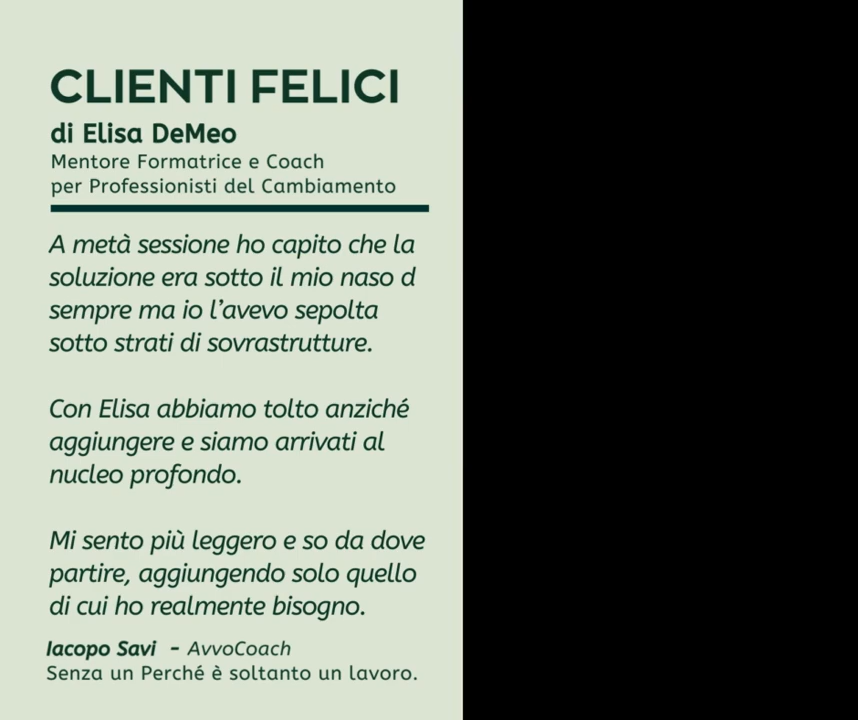 CLIENTI FELICI
di Elisa DeMeo
Mentore Formatrice e Coach
per Professionisti del Cambiamento
A metà sessione ho capito che la
soluzione era sotto il mio naso d
sempre ma io l'avevo sepolta
sotto strati di sovrastrutture.
Con Elisa abbiamo tolto anziché
aggiungere e siamo arrivati al
nucleo profondo.
Mi sento più leggero e so da dove
partire, aggiungendo solo quello
di cui ho realmente bisogno.
Iacopo Savi - AvvoCoach
Senza un Perché è soltanto un lavoro.